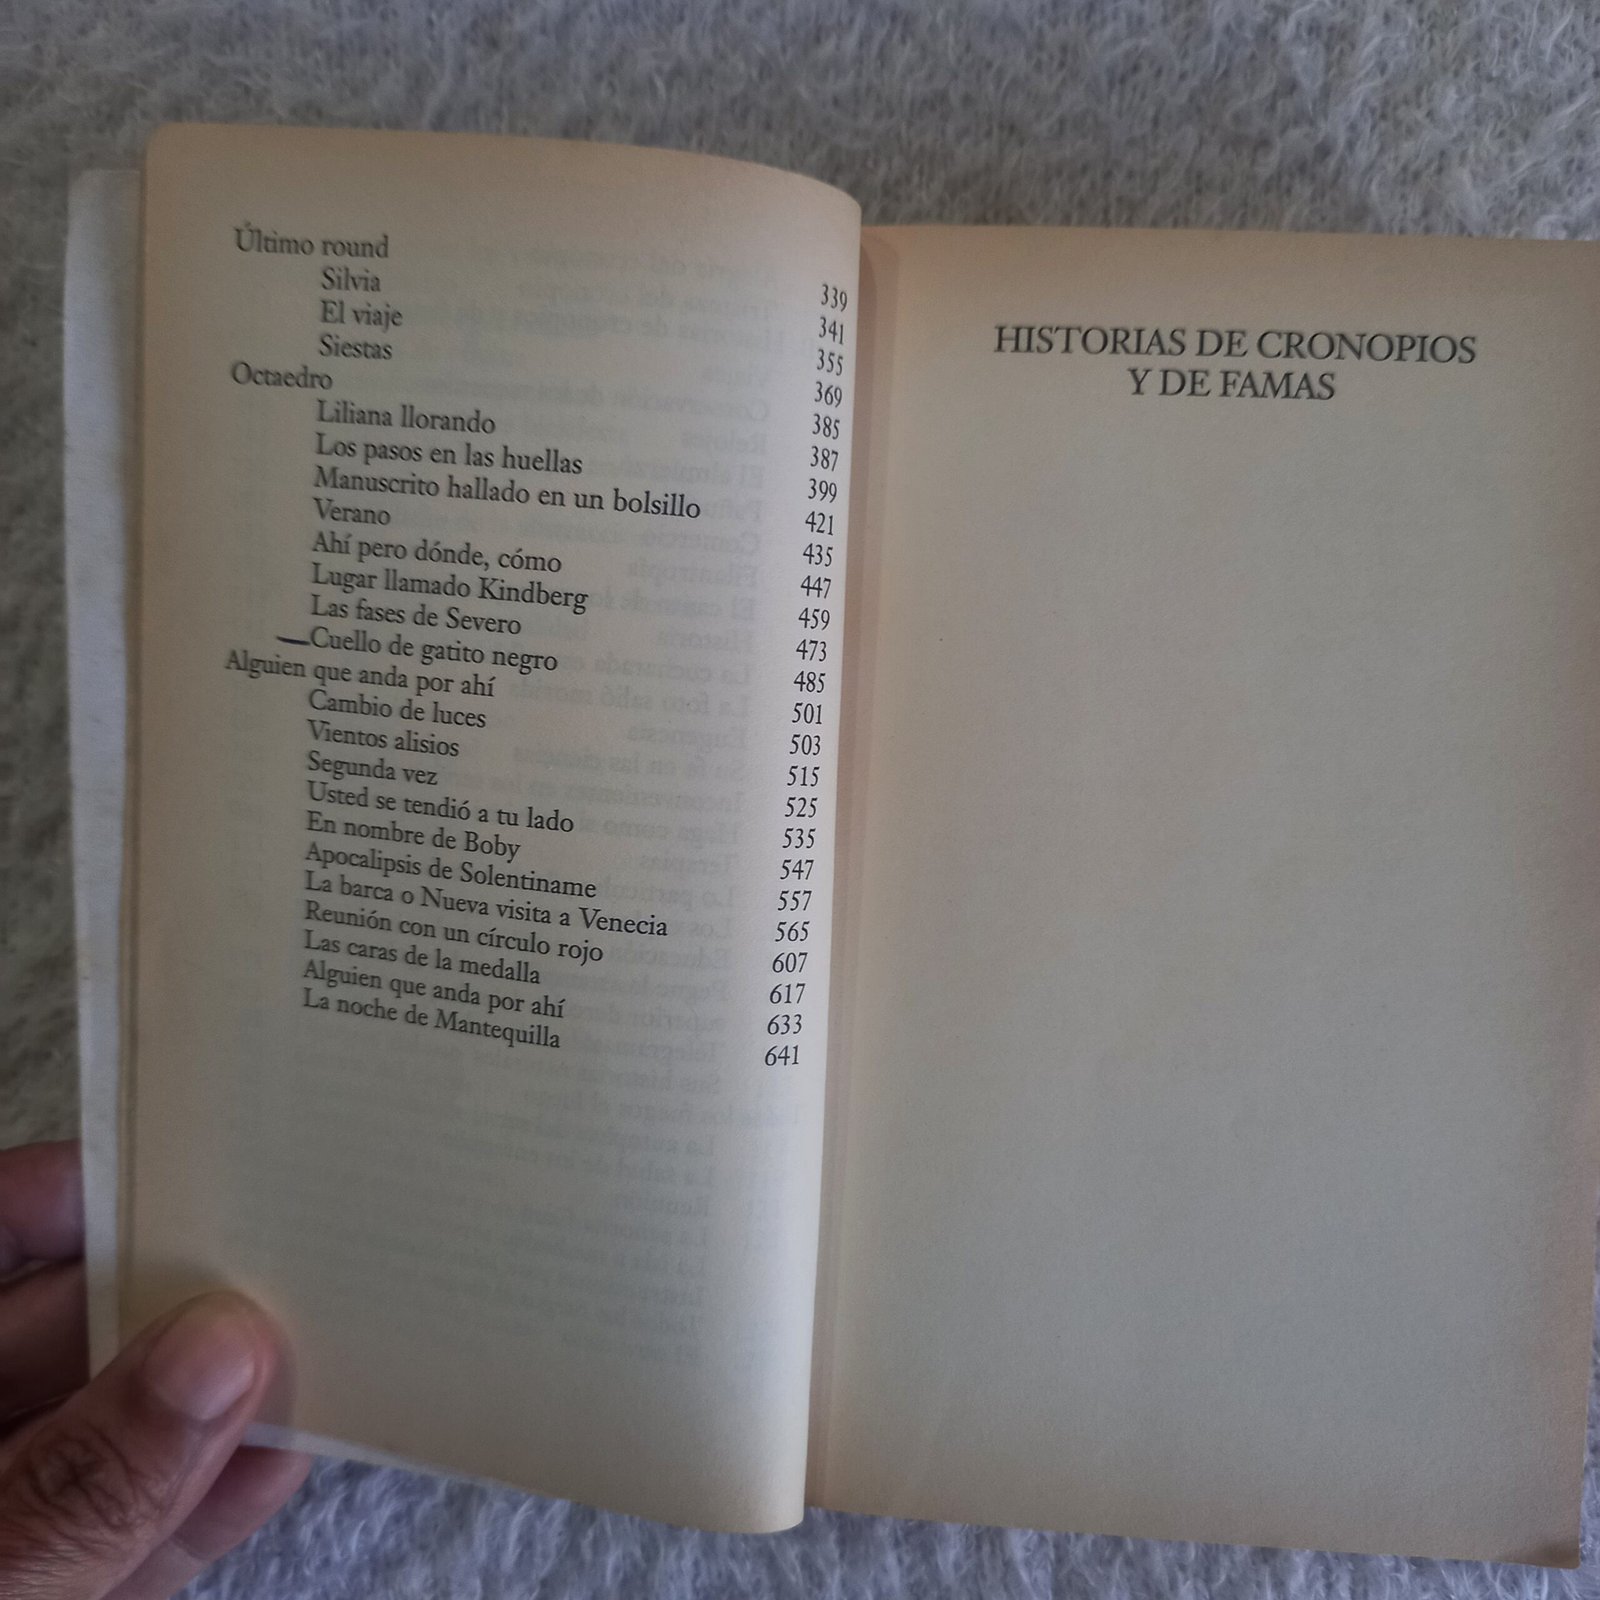 Último round 339
Silvia 341
El viaje 355
Siestas 369
Octaedro 385
Liliana llorando 387
Los pasos en las huellas 399
Manuscrito hallado en un bolsillo 421
Verano 435
Ahí pero dónde, cómo 447
Lugar llamado Kindberg 459
Las fases de Severo 473
Cuello de gatito negro 485
Alguien que anda por ahí 501
Cambio de luces 503
Vientos alisios 515
Segunda vez 525
Usted se tendió a tu lado 535
En nombre de Boby 547
Apocalipsis de Solentiname 557
La barca o Nueva visita a Venecia 565
Reunión con un círculo rojo 607
Las caras de la medalla 617
Alguien que anda por ahí 633
La noche de Mantequilla 641
HISTORIAS DE CRONOPIOS
Y DE FAMAS